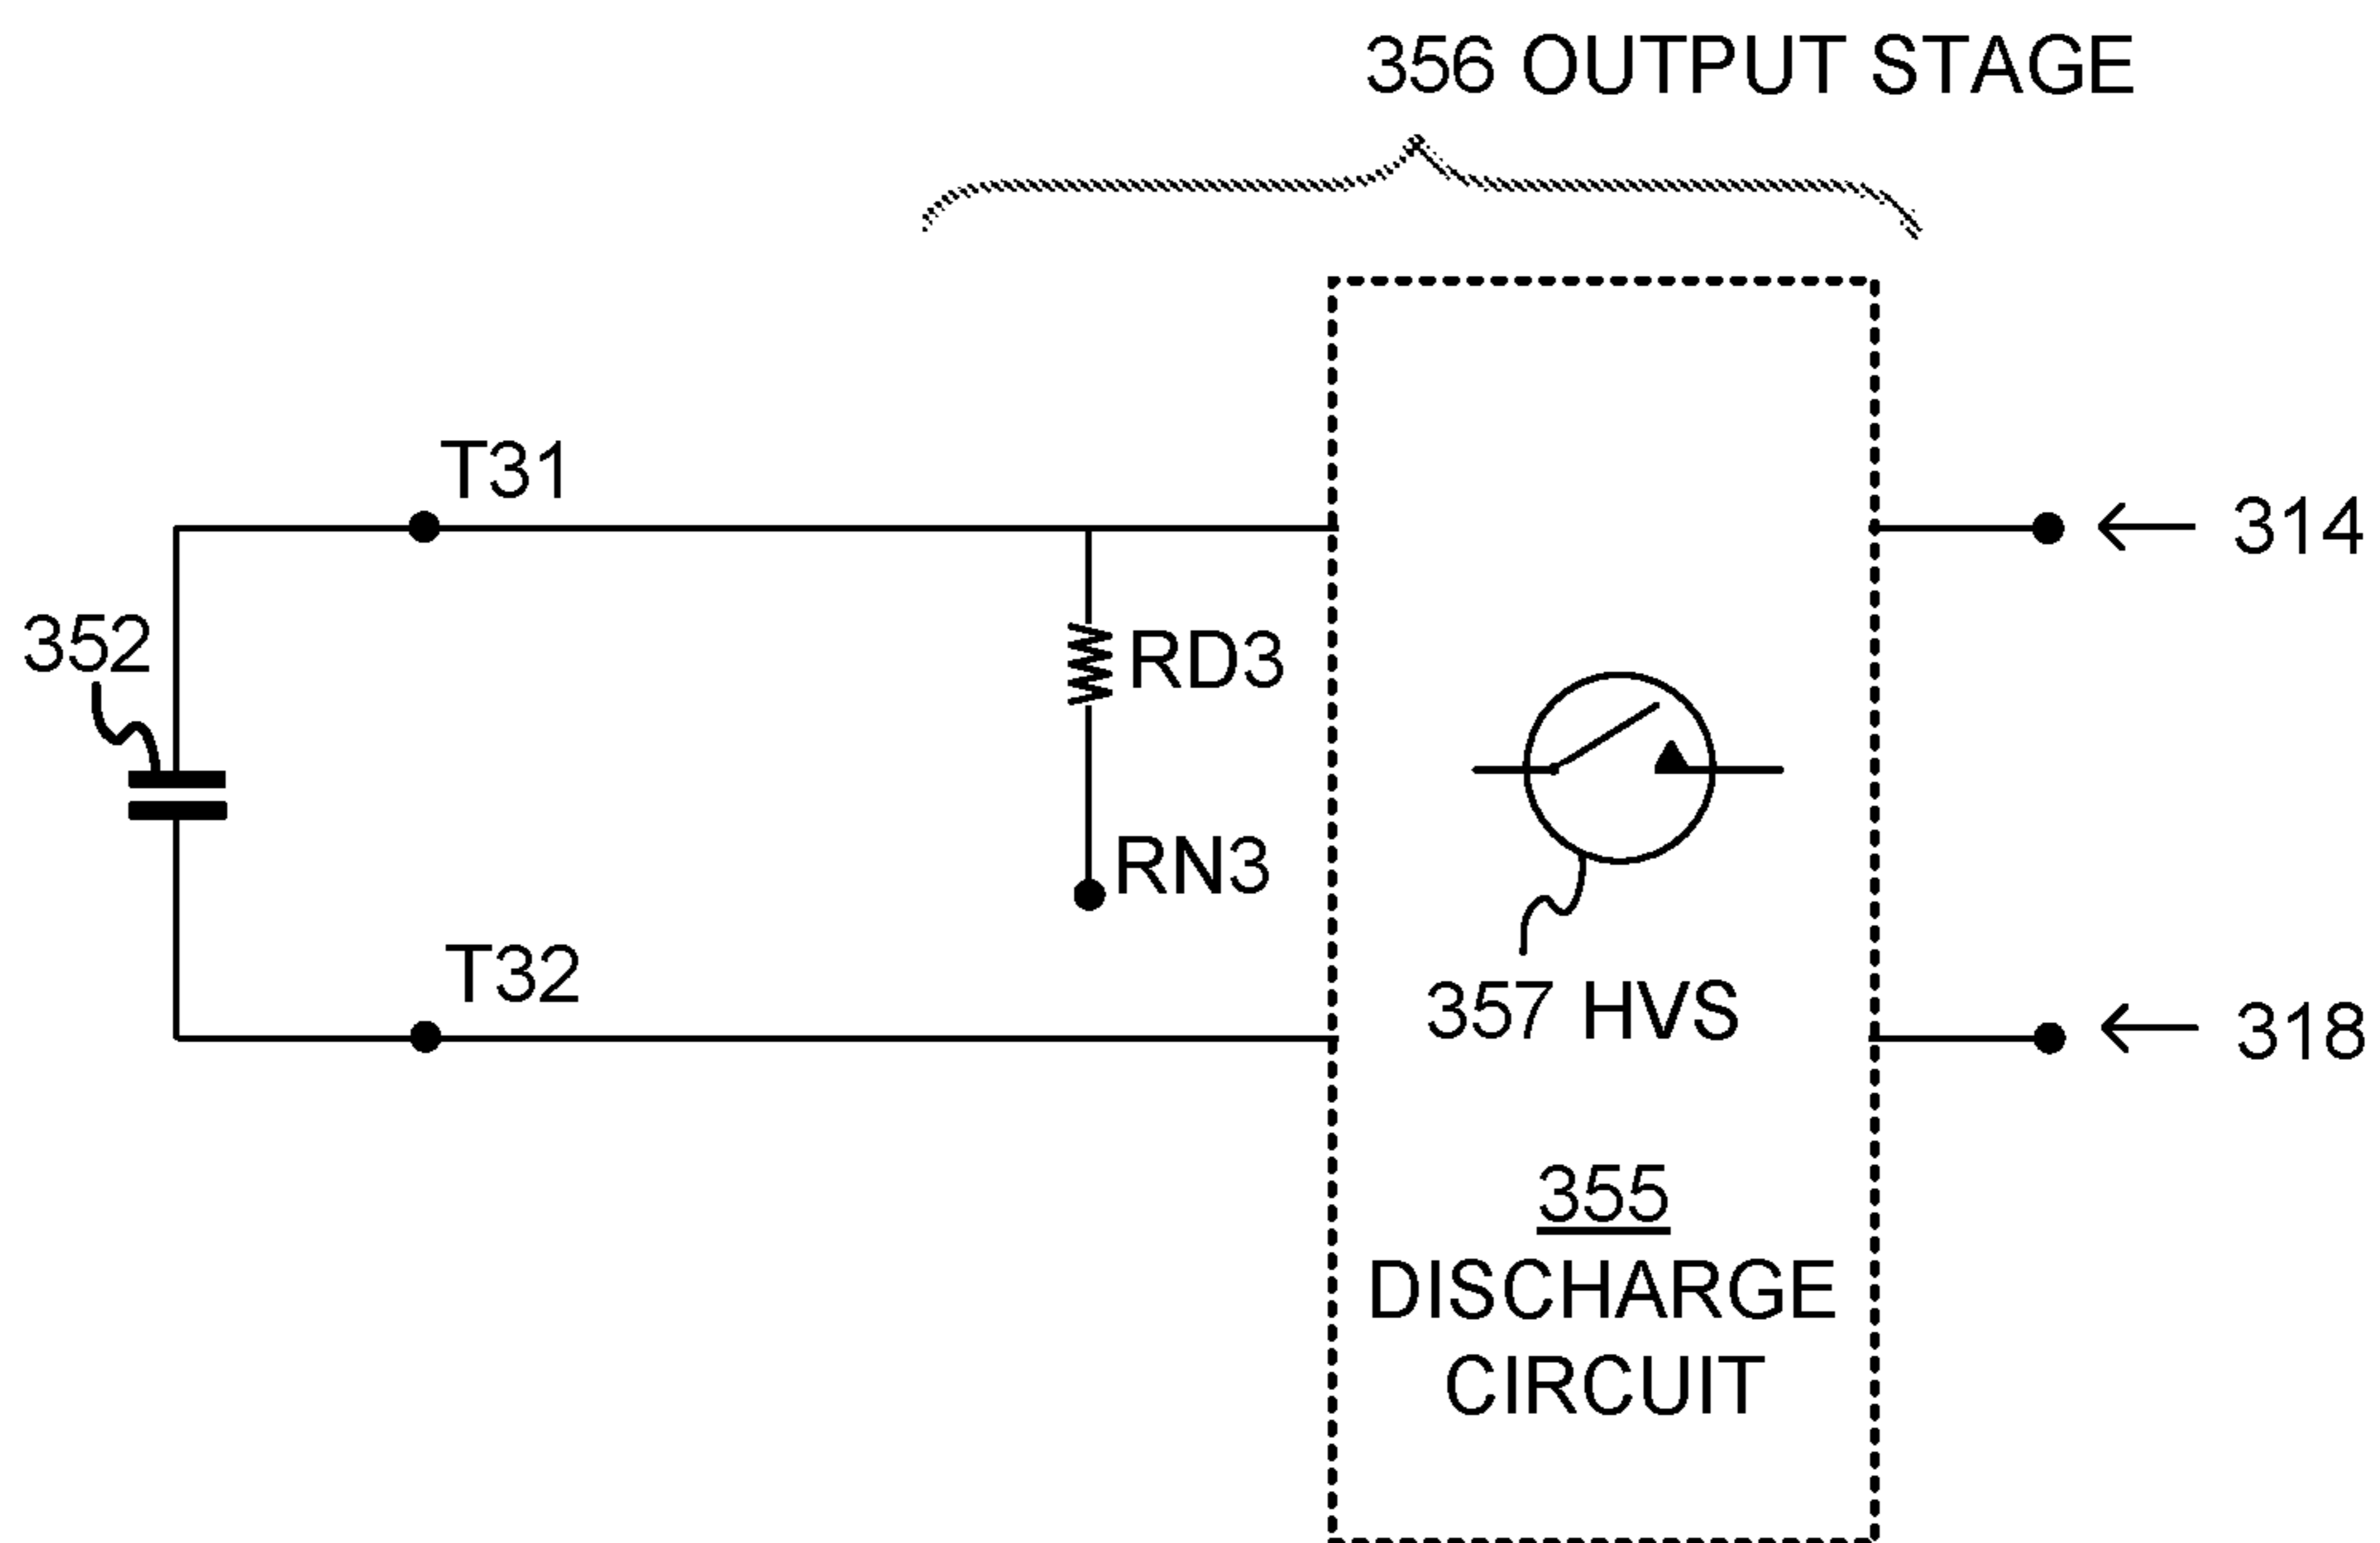 356 OUTPUT STAGE
T31
314
352
RD3
RN3
T32
357 HVS
318
355
DISCHARGE
CIRCUIT